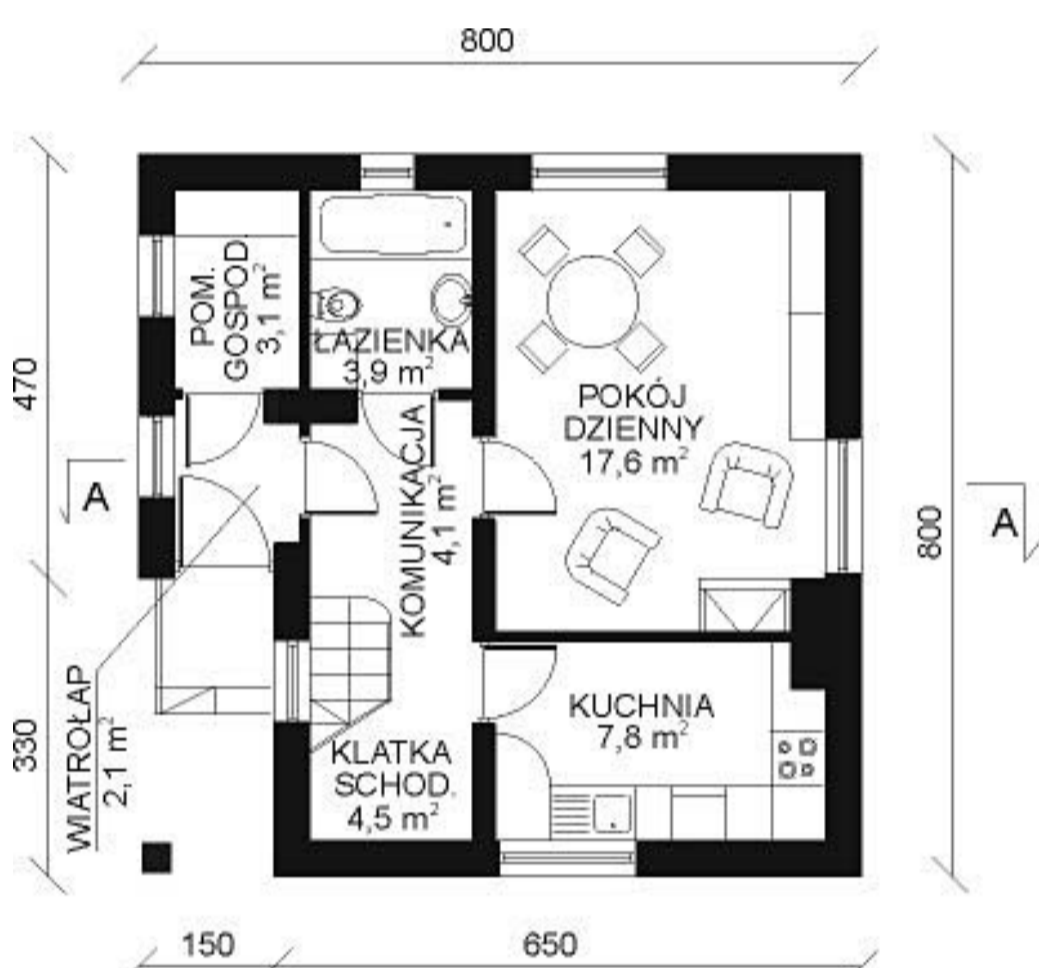 800
470
330
POM.
GOSPOD.
3,1 m²
ŁAZIENKA
3,9 m²
POKÓJ
DZIENNY
17,6 m²
KOMUNIKACJA
4,1 m²
A
A
800
WIATROŁAP
2,1 m²
KLATKA
SCHOD.
4,5 m²
KUCHNIA
7,8 m²
150
650